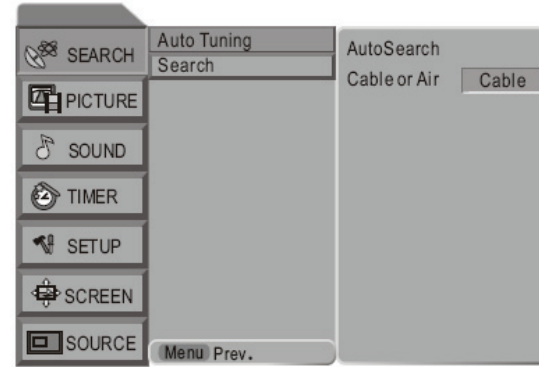 SEARCH
PICTURE
SOUND
TIMER
SETUP
SCREEN
SOURCE
Auto Tuning
Search
Menu Prev.
AutoSearch
Cable or Air Cable